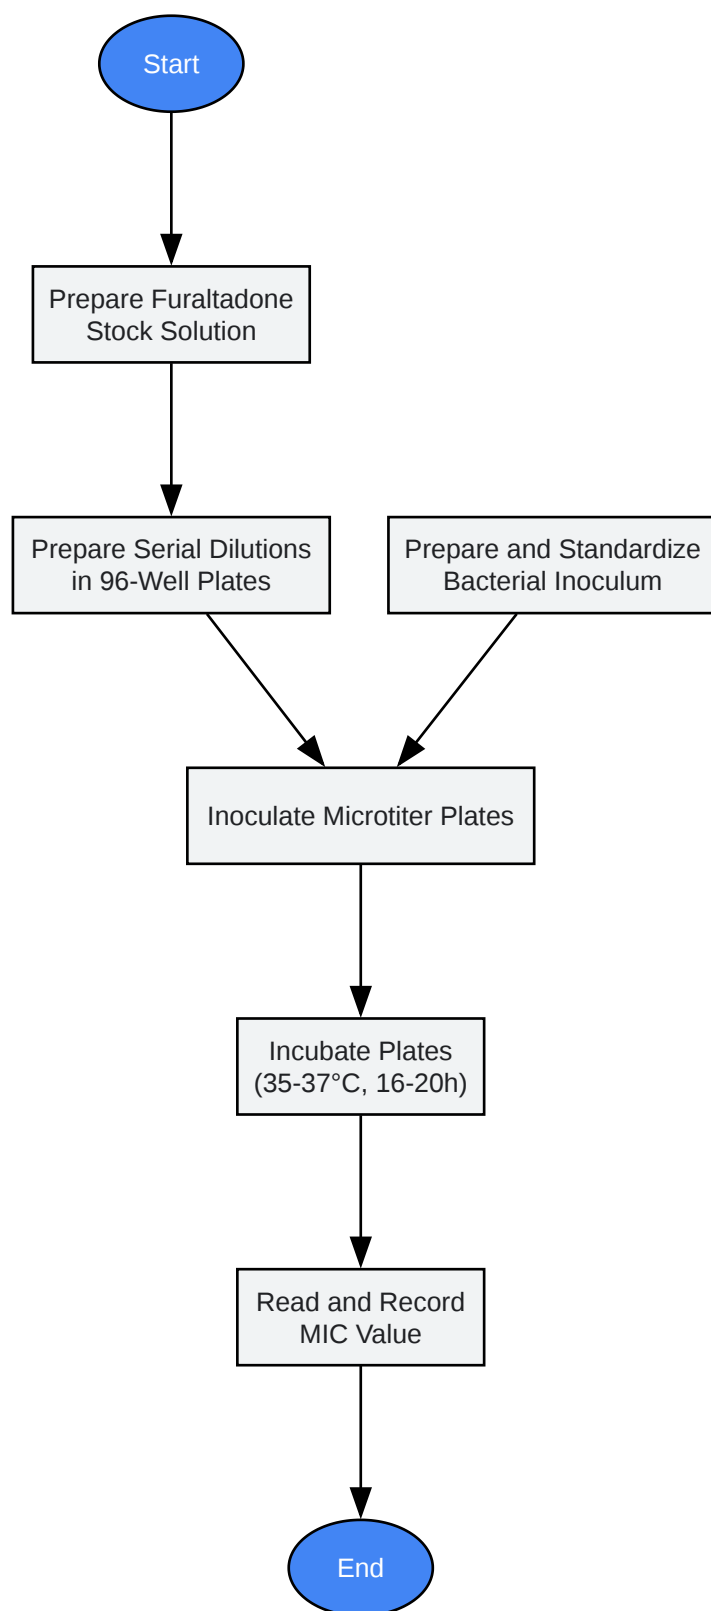 Start
Prepare Furaltadone
Stock Solution
Prepare Serial Dilutions
in 96-Well Plates
Prepare and Standardize
Bacterial Inoculum
Inoculate Microtiter Plates
Incubate Plates
(35-37°C, 16-20h)
Read and Record
MIC Value
End